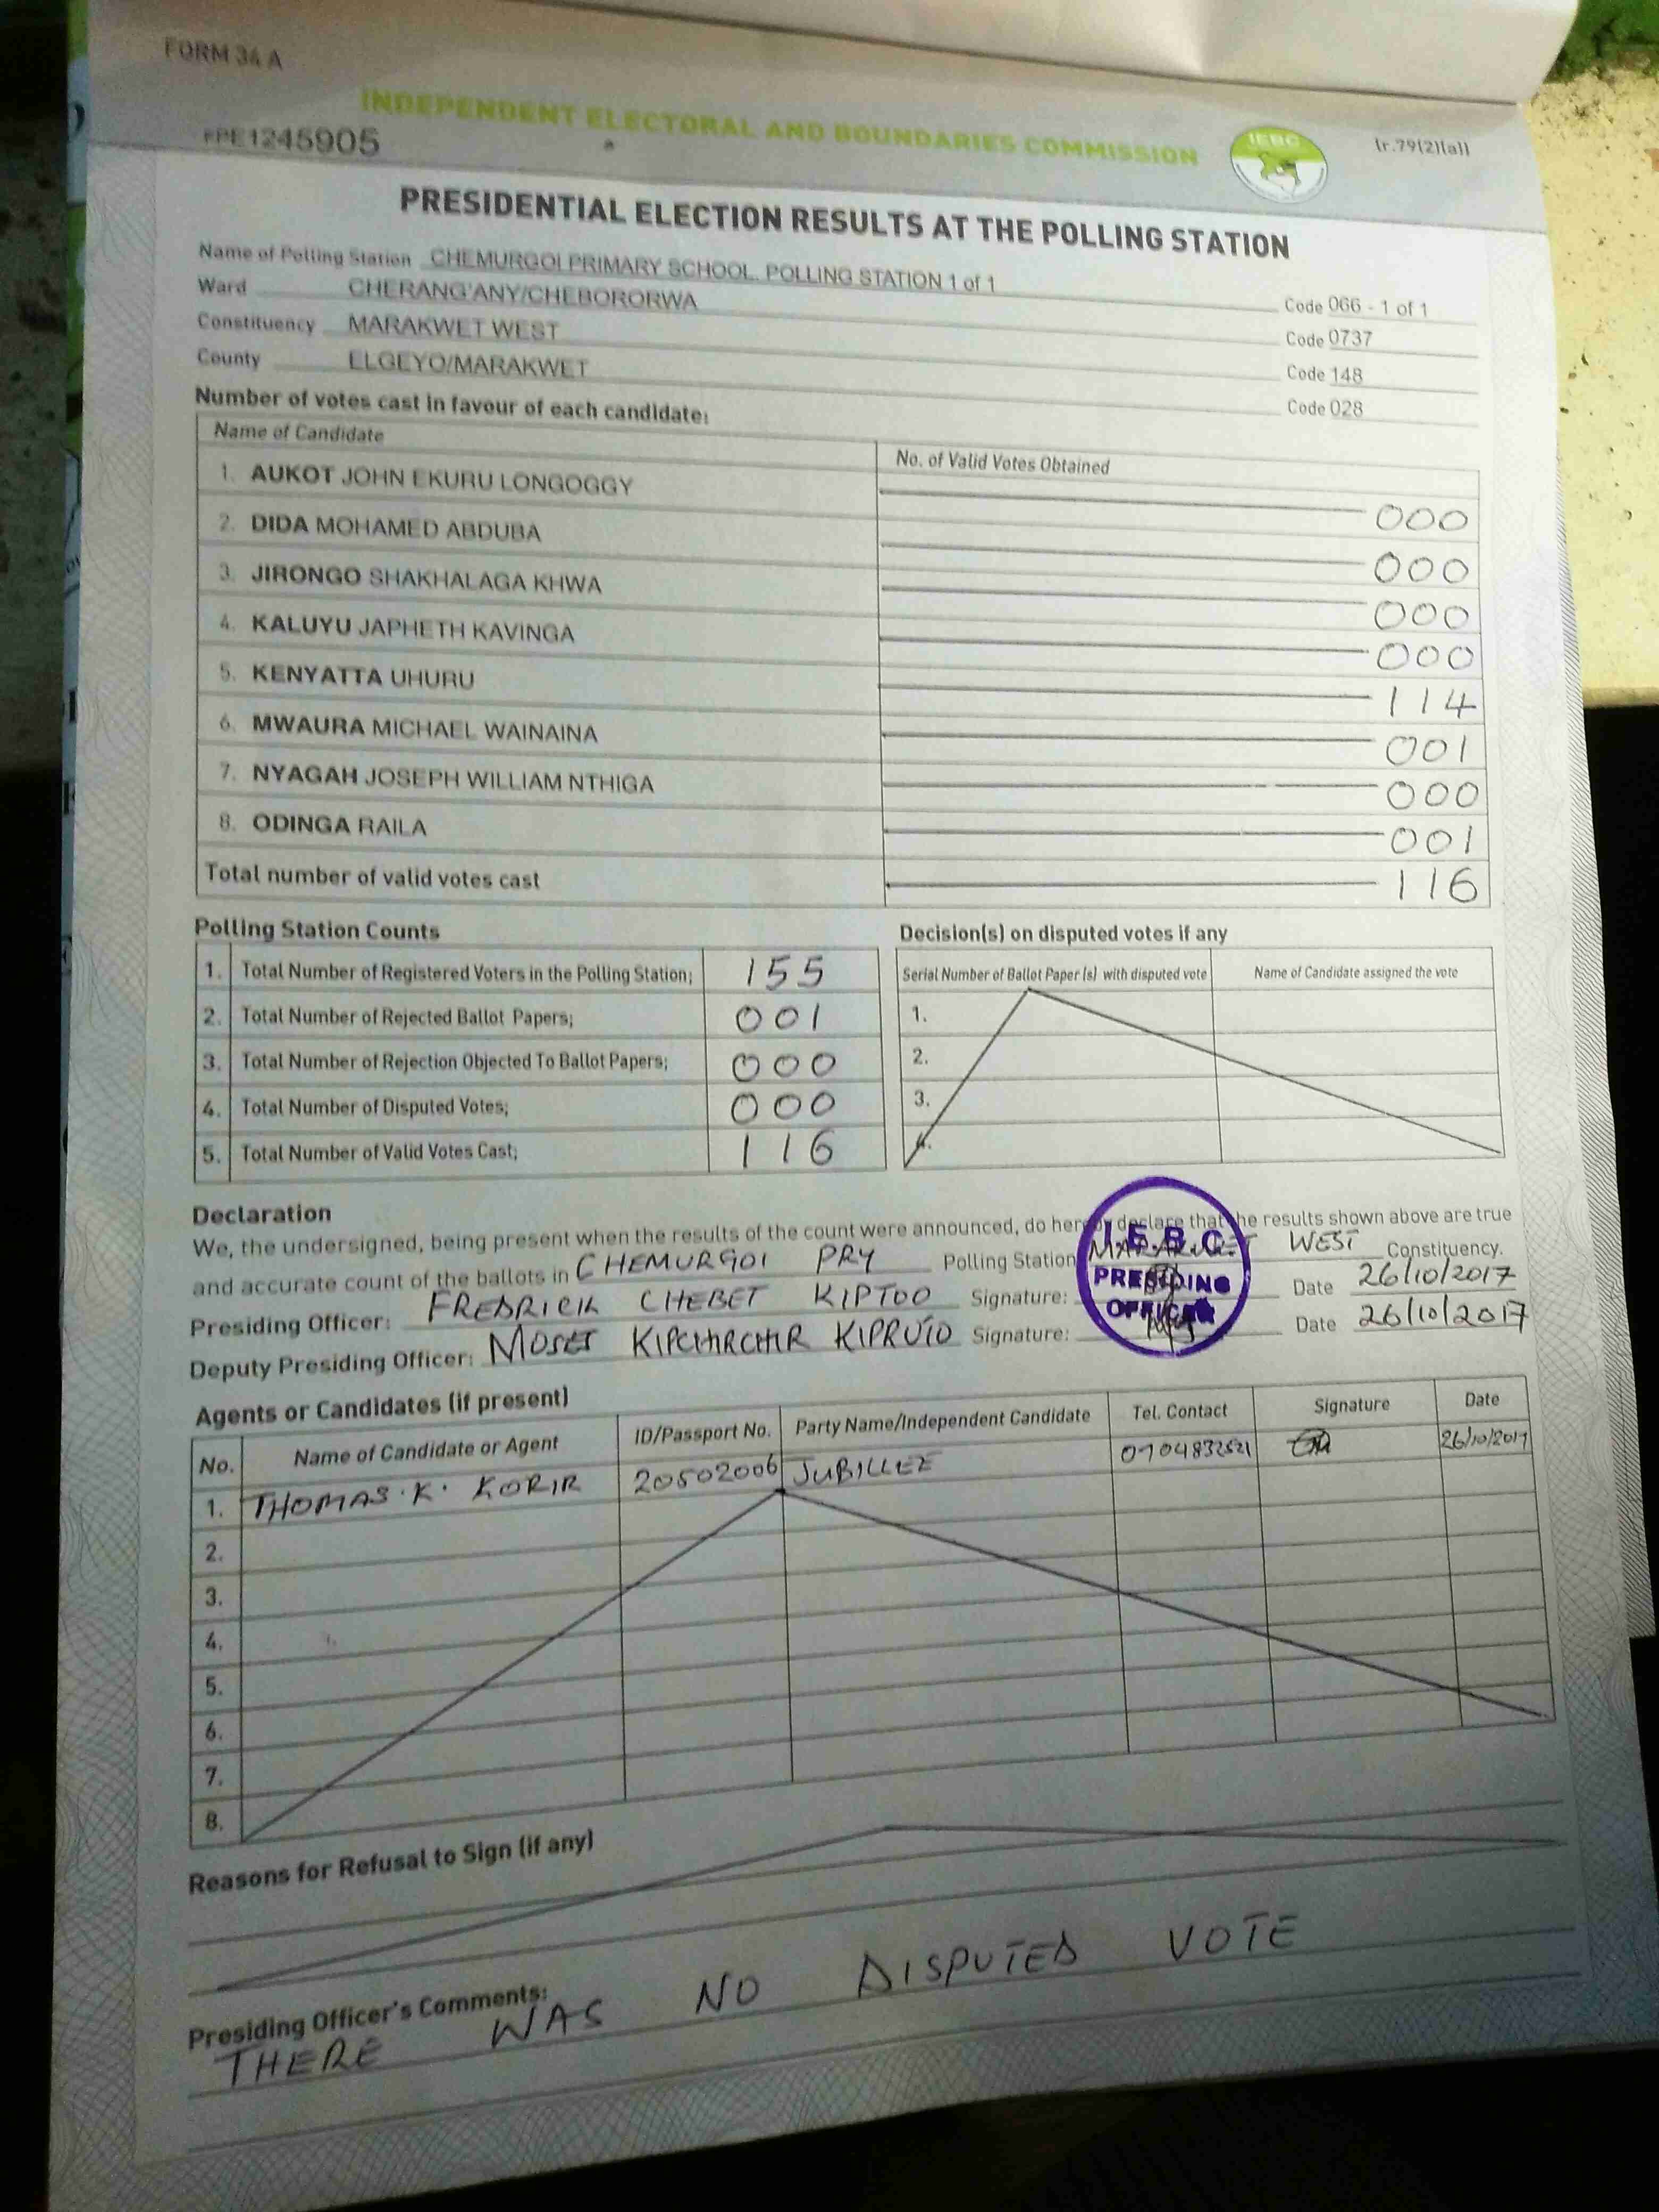 FORM 34 A
INDEPENDENT ELECTORAL AND BOUNDARIES COMMISSION
IEBC
(r.79(2)(a))
PE1245905
PRESIDENTIAL ELECTION RESULTS AT THE POLLING STATION
Name of Polling Station CHEMURGOI PRIMARY SCHOOL. POLLING STATION 1 of 1 Code 066 - 1 of 1
Ward CHERANG'ANY/CHEBORORWA Code 0737
Constituency MARAKWET WEST Code 148
County ELGEYO/MARAKWET Code 028
Number of votes cast in favour of each candidate:
Name of Candidate No. of Valid Votes Obtained
1. AUKOT JOHN EKURU LONGOGGY 000
2. DIDA MOHAMED ABDUBA 000
3. JIRONGO SHAKHALAGA KHWA 000
4. KALUYU JAPHETH KAVINGA 000
5. KENYATTA UHURU 114
6. MWAURA MICHAEL WAINAINA 001
7. NYAGAH JOSEPH WILLIAM NTHIGA 000
8. ODINGA RAILA 001
Total number of valid votes cast 116
Polling Station Counts
1. Total Number of Registered Voters in the Polling Station; 155
2. Total Number of Rejected Ballot Papers; 001
3. Total Number of Rejection Objected To Ballot Papers; 000
4. Total Number of Disputed Votes; 000
5. Total Number of Valid Votes Cast; 116
Decision(s) on disputed votes if any
Serial Number of Ballot Paper (s) with disputed vote Name of Candidate assigned the vote
1.
2.
3.
4.
Declaration
We, the undersigned, being present when the results of the count were announced, do hereby declare that the results shown above are true
and accurate count of the ballots in CHEMURGOI PRY Polling Station MARAKWET WEST Constituency.
Presiding Officer: FREDRICK CHEBET KIPTOO Signature: Date 26/10/2017
Deputy Presiding Officer: MOSES KIPCHIRCHIR KIPRUTO Signature: Date 26/10/2017
I.E.B.C
PRESIDING
OFFICER
Agents or Candidates (if present)
No. Name of Candidate or Agent ID/Passport No. Party Name/Independent Candidate Tel. Contact Signature Date
1. THOMAS .K. KORIR 20502006 JUBILLEE 0704832521 26/10/2017
2.
3.
4.
5.
6.
7.
8.
Reasons for Refusal to Sign (if any)
Presiding Officer's Comments:
THERE WAS NO DISPUTED VOTE